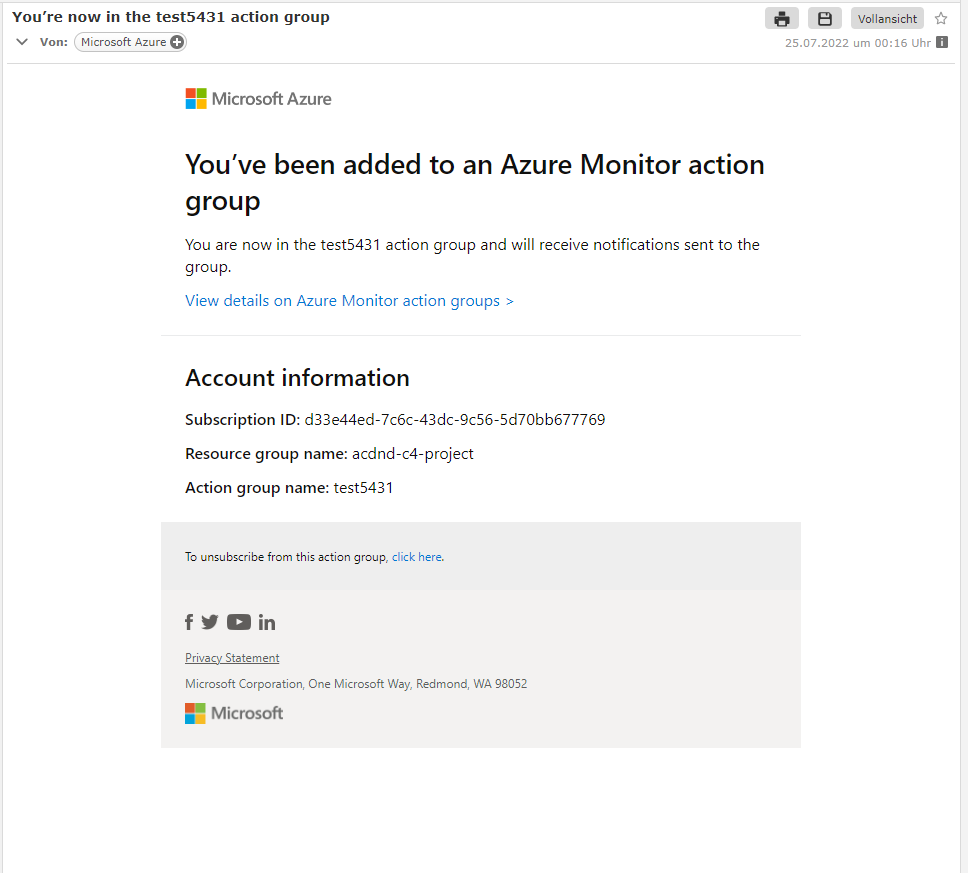 You're now in the test5431 action group
Vollansicht
Von: Microsoft Azure
25.07.2022 um 00:16 Uhr
Microsoft Azure
You've been added to an Azure Monitor action
group
You are now in the test5431 action group and will receive notifications sent to the
group.
View details on Azure Monitor action groups >
Account information
Subscription ID: d33e44ed-7c6c-43dc-9c56-5d70bb677769
Resource group name: acdnd-c4-project
Action group name: test5431
To unsubscribe from this action group, click here.
Privacy Statement
Microsoft Corporation, One Microsoft Way, Redmond, WA 98052
Microsoft